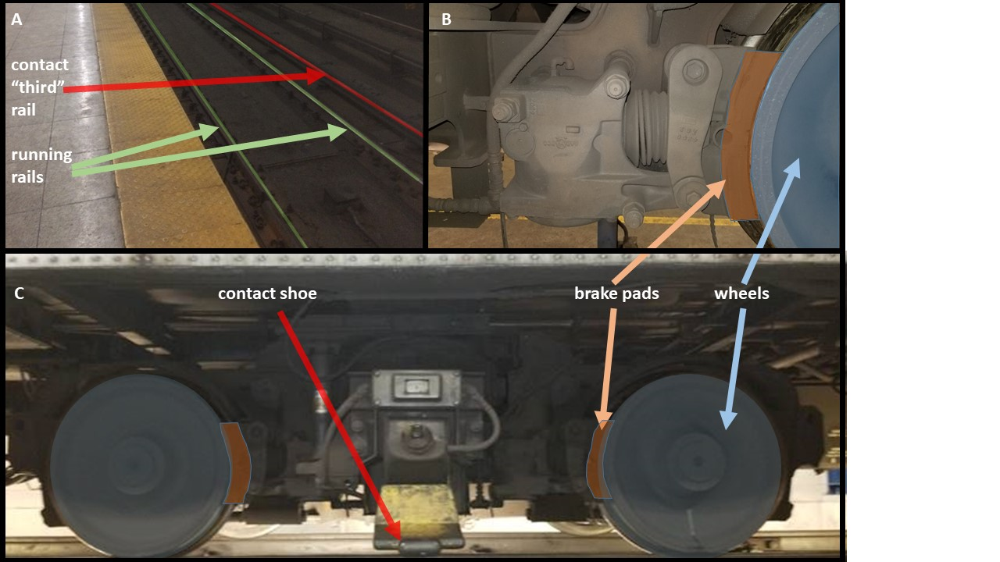 A
contact
“third”
rail
running
rails
B
C
contact shoe
brake pads
wheels